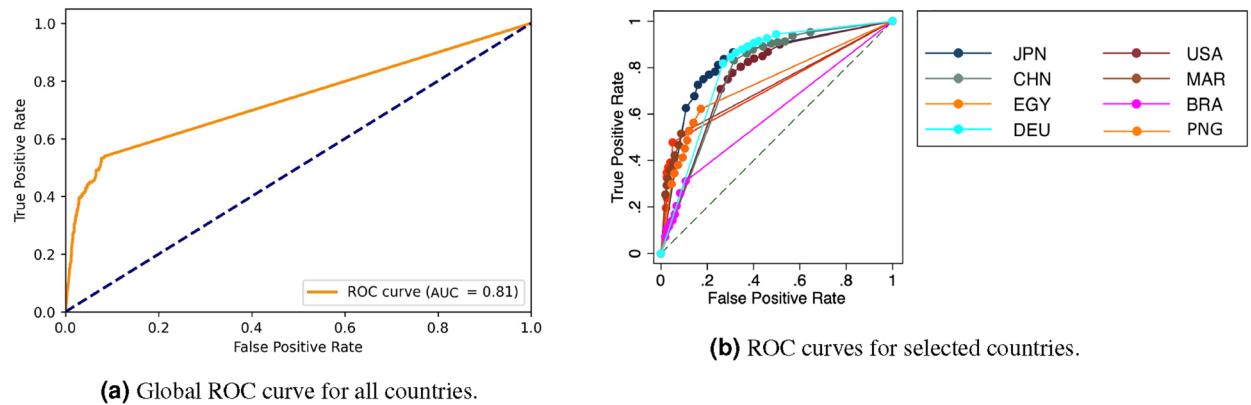 1.0
0.8
0.6
0.4
0.2
0.0
True Positive Rate
0.0 0.2 0.4 0.6 0.8 1.0
False Positive Rate
ROC curve (AUC = 0.81)
(a) Global ROC curve for all countries.
1
.8
.6
.4
.2
0
True Positive Rate
0 .2 .4 .6 .8 1
False Positive Rate
JPN USA
CHN MAR
EGY BRA
DEU PNG
(b) ROC curves for selected countries.